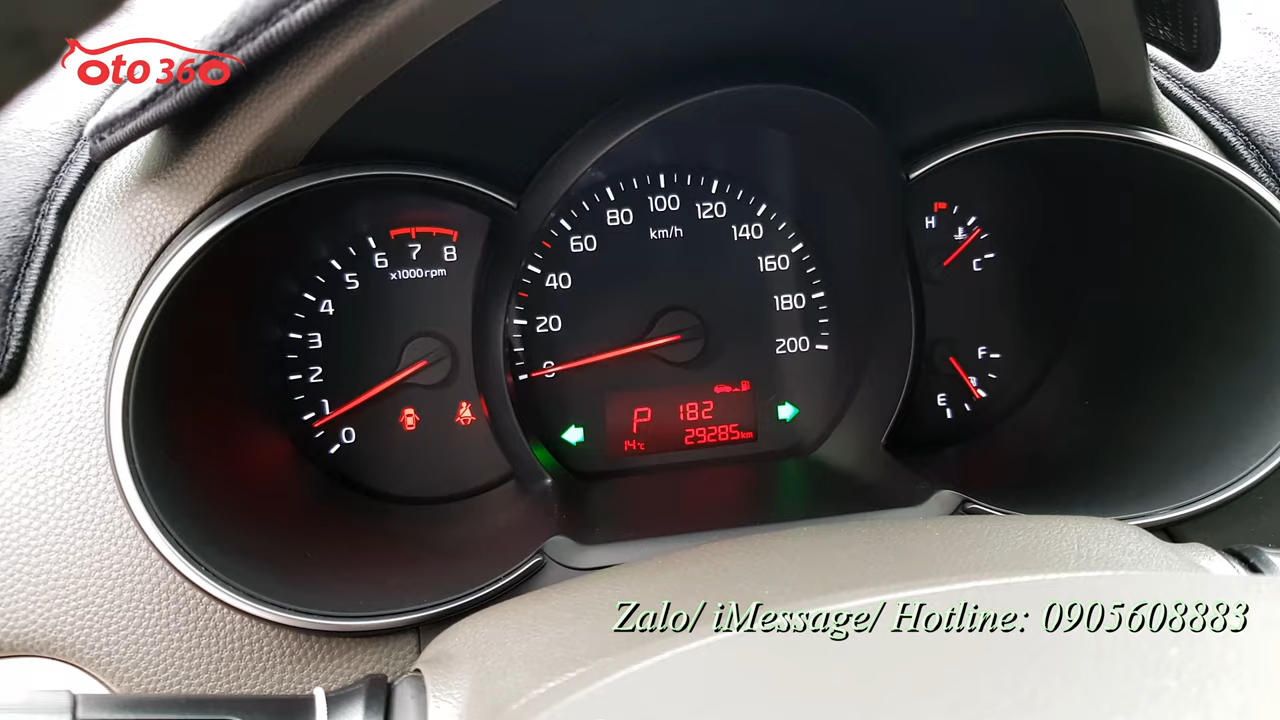 oto360
80 100 120
60 km/h 140
40 160
20 180
0 200
6 7 8
5 x1000rpm
4
3
2
1
0
H
C
F
E
P 182
14°c 29285km
Zalo/ iMessage/ Hotline: 0905608883